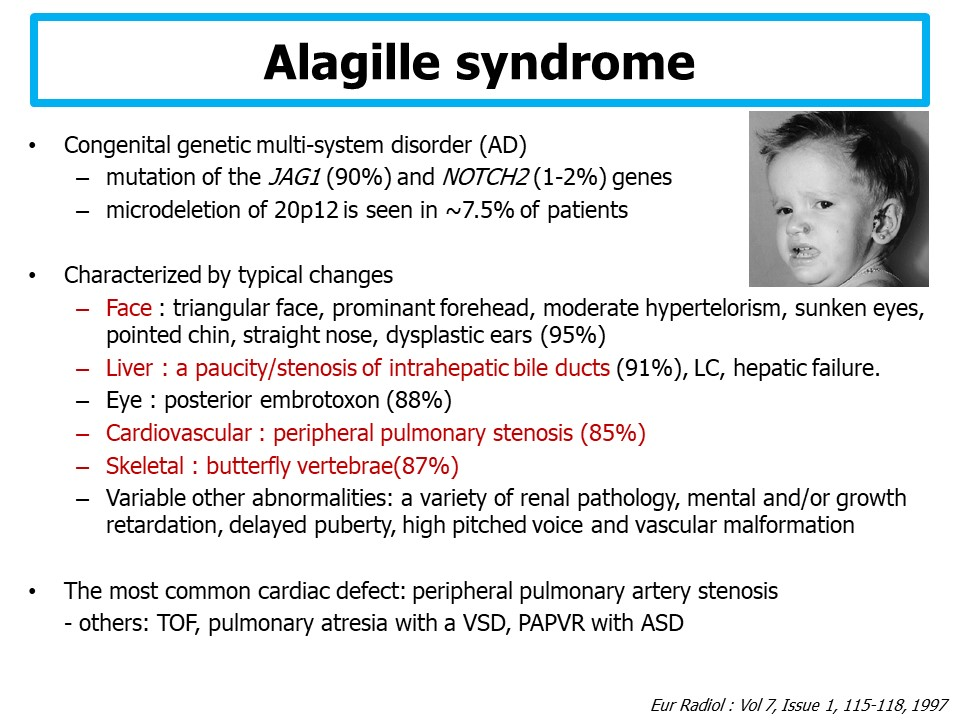 Alagille syndrome
• Congenital genetic multi-system disorder (AD)
– mutation of the JAG1 (90%) and NOTCH2 (1-2%) genes
– microdeletion of 20p12 is seen in ~7.5% of patients
• Characterized by typical changes
– Face : triangular face, prominant forehead, moderate hypertelorism, sunken eyes,
pointed chin, straight nose, dysplastic ears (95%)
– Liver : a paucity/stenosis of intrahepatic bile ducts (91%), LC, hepatic failure.
– Eye : posterior embrotoxon (88%)
– Cardiovascular : peripheral pulmonary stenosis (85%)
– Skeletal : butterfly vertebrae(87%)
– Variable other abnormalities: a variety of renal pathology, mental and/or growth
retardation, delayed puberty, high pitched voice and vascular malformation
• The most common cardiac defect: peripheral pulmonary artery stenosis
- others: TOF, pulmonary atresia with a VSD, PAPVR with ASD
Eur Radiol : Vol 7, Issue 1, 115-118, 1997